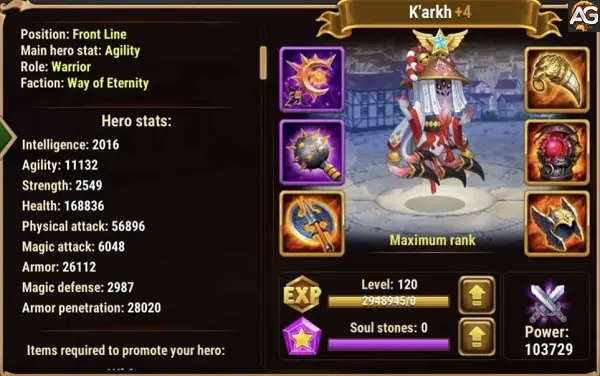 Position: Front Line
Main hero stat: Agility
Role: Warrior
Faction: Way of Eternity
Hero stats:
Intelligence: 2016
Agility: 11132
Strength: 2549
Health: 168836
Physical attack: 56896
Magic attack: 6048
Armor: 26112
Magic defense: 2987
Armor penetration: 28020
Items required to promote your hero:
K'arkh +4
AG
Maximum rank
EXP
Level: 120
2948945/0
Soul stones: 0
Power:
103729